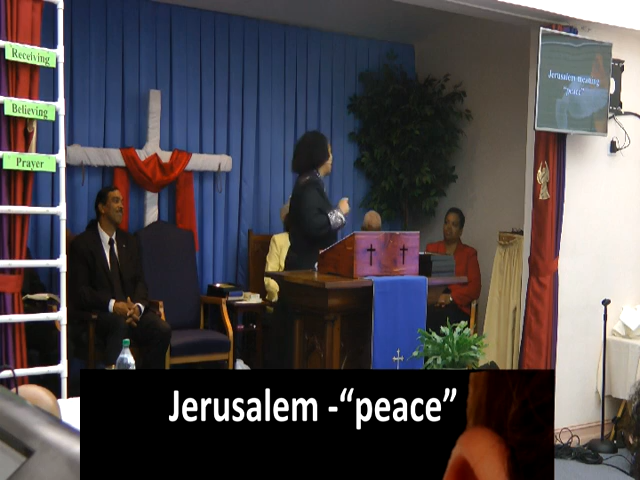 Receiving
Believing
Prayer
Jerusalem meaning
"peace"
Jerusalem -“peace”